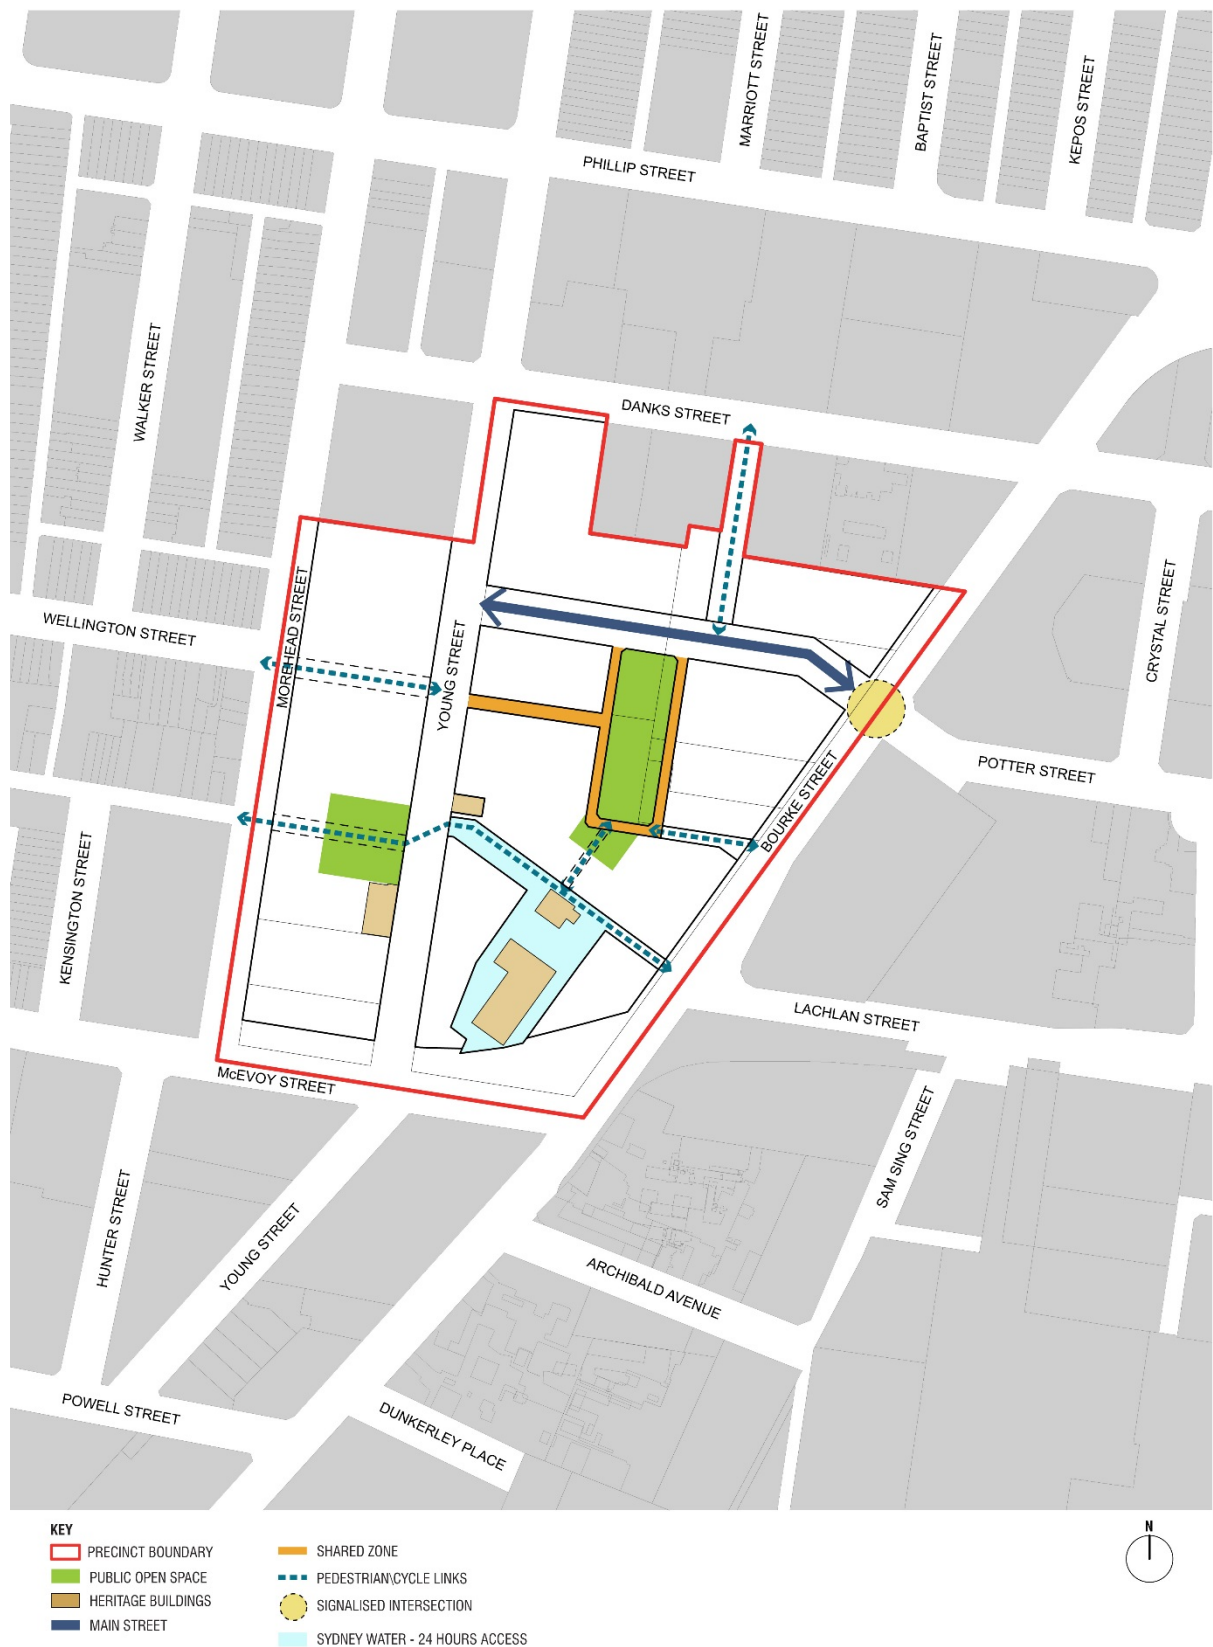 MARRIOTT STREET
BAPTIST STREET
KEPOS STREET
PHILLIP STREET
WALKER STREET
DANKS STREET
CRYSTAL STREET
WELLINGTON STREET
MOREHEAD STREET
YOUNG STREET
POTTER STREET
BOURKE STREET
KENSINGTON STREET
LACHLAN STREET
McEVOY STREET
SAM SING STREET
HUNTER STREET
YOUNG STREET
ARCHIBALD AVENUE
POWELL STREET
DUNKERLEY PLACE
KEY
PRECINCT BOUNDARY
PUBLIC OPEN SPACE
HERITAGE BUILDINGS
MAIN STREET
SHARED ZONE
PEDESTRIAN\CYCLE LINKS
SIGNALISED INTERSECTION
SYDNEY WATER - 24 HOURS ACCESS
N